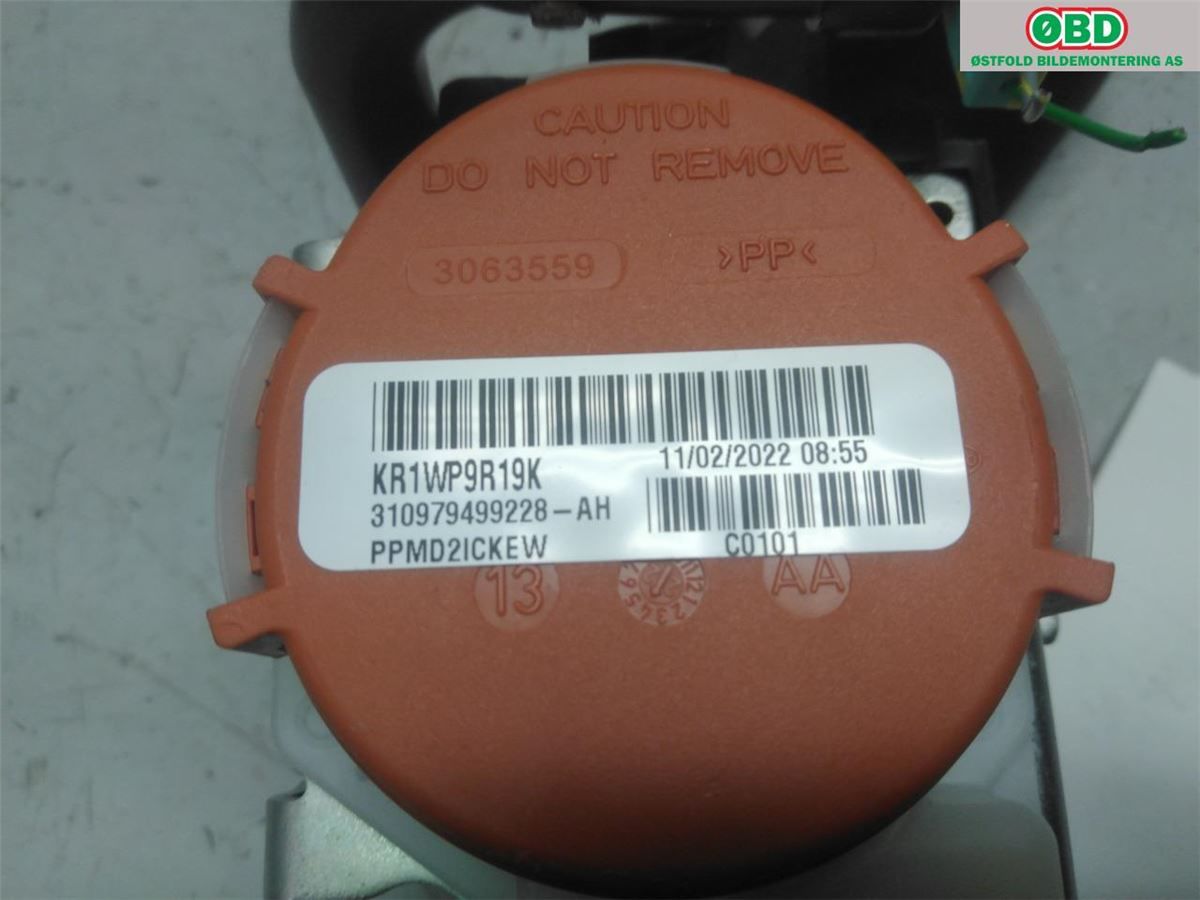 ØBD
ØSTFOLD BILDEMONTERING AS
CAUTION
DO NOT REMOVE
3063559 >PP<
KR1WP9R19K 11/02/2022 08:55
310979499228-AH
PPMD2ICKEW C0101
13 AA